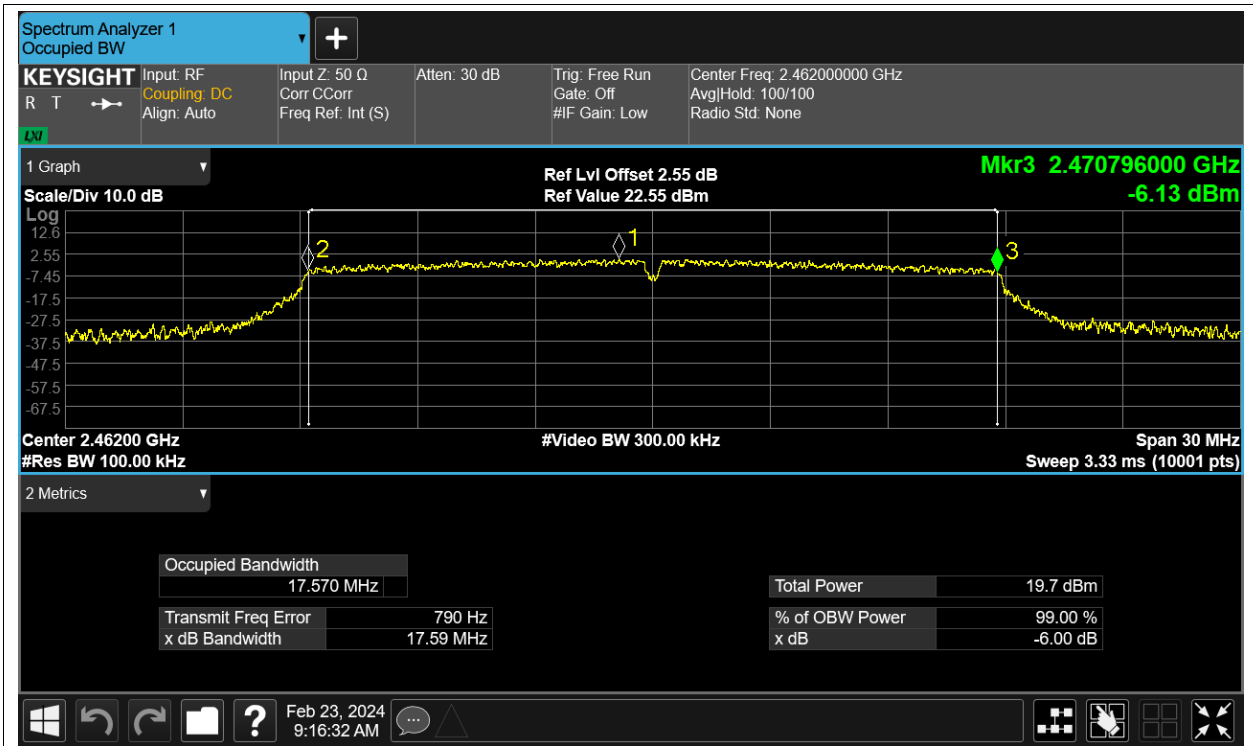 Spectrum Analyzer 1
Occupied BW
KEYSIGHT
R T
LXI
Input: RF
Coupling: DC
Align: Auto
Input Z: 50 Ω
Corr CCorr
Freq Ref: Int (S)
Atten: 30 dB
Trig: Free Run
Gate: Off
#IF Gain: Low
Center Freq: 2.462000000 GHz
Avg|Hold: 100/100
Radio Std: None
1 Graph
Scale/Div 10.0 dB
Ref Lvl Offset 2.55 dB
Ref Value 22.55 dBm
Mkr3 2.470796000 GHz
-6.13 dBm
Log
12.6
2.55
-7.45
-17.5
-27.5
-37.5
-47.5
-57.5
-67.5
2
1
3
Center 2.46200 GHz
#Video BW 300.00 kHz
Span 30 MHz
#Res BW 100.00 kHz
Sweep 3.33 ms (10001 pts)
2 Metrics
Occupied Bandwidth
17.570 MHz
Transmit Freq Error 790 Hz
x dB Bandwidth 17.59 MHz
Total Power 19.7 dBm
% of OBW Power 99.00 %
x dB -6.00 dB
?
Feb 23, 2024
9:16:32 AM